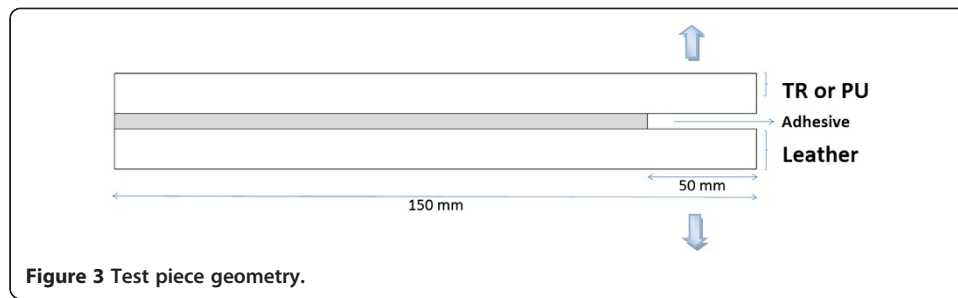 TR or PU
Adhesive
Leather
50 mm
150 mm
Figure 3 Test piece geometry.